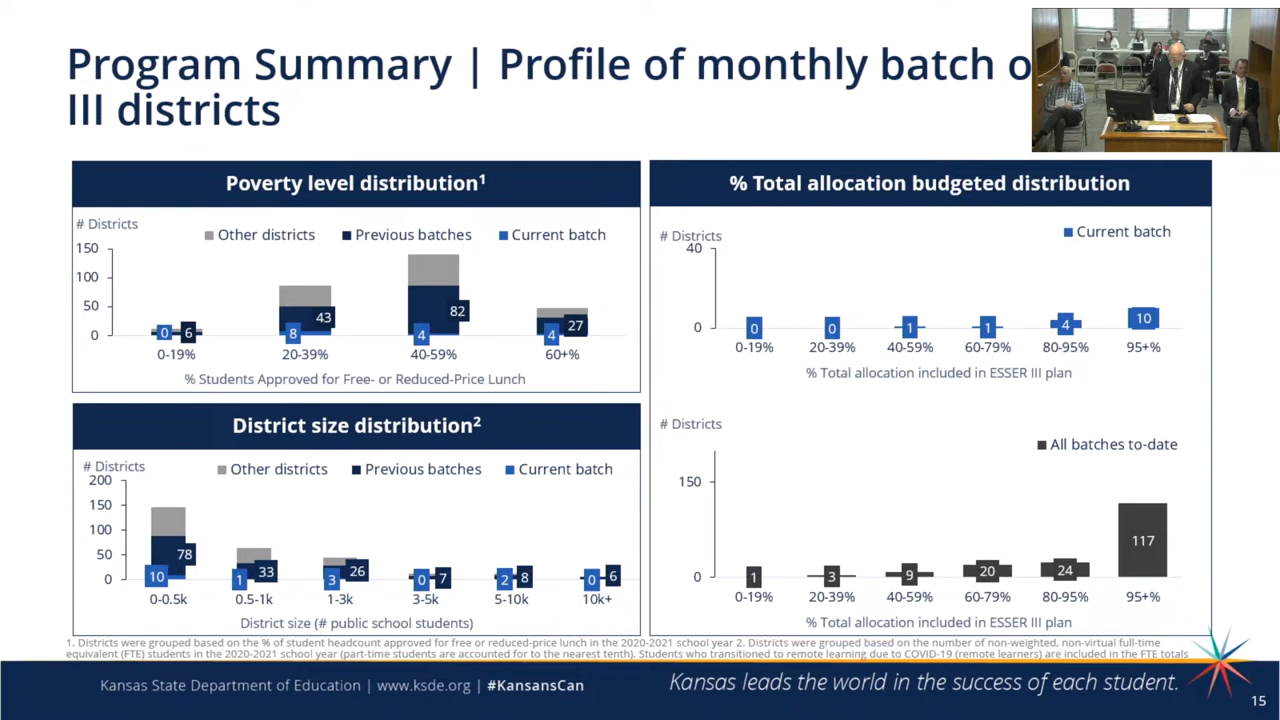 Program Summary | Profile of monthly batch o
III districts
Poverty level distribution¹
# Districts
Other districts
Previous batches
Current batch
150
100
50
0
0
6
8
43
4
82
4
27
0-19%
20-39%
40-59%
60+%
% Students Approved for Free- or Reduced-Price Lunch
District size distribution²
# Districts
Other districts
Previous batches
Current batch
200
150
100
50
0
10
78
1
33
3
26
0
7
2
8
0
6
0-0.5k
0.5-1k
1-3k
3-5k
5-10k
10k+
District size (# public school students)
% Total allocation budgeted distribution
# Districts
Current batch
40
0
0
0
1
1
4
10
0-19%
20-39%
40-59%
60-79%
80-95%
95+%
% Total allocation included in ESSER III plan
# Districts
All batches to-date
150
0
1
3
9
20
24
117
0-19%
20-39%
40-59%
60-79%
80-95%
95+%
% Total allocation included in ESSER III plan
1. Districts were grouped based on the % of student headcount approved for free or reduced-price lunch in the 2020-2021 school year 2. Districts were grouped based on the number of non-weighted, non-virtual full-time
equivalent (FTE) students in the 2020-2021 school year (part-time students are accounted for to the nearest tenth). Students who transitioned to remote learning due to COVID-19 (remote learners) are included in the FTE totals
Kansas State Department of Education | www.ksde.org | #KansansCan
Kansas leads the world in the success of each student.
15